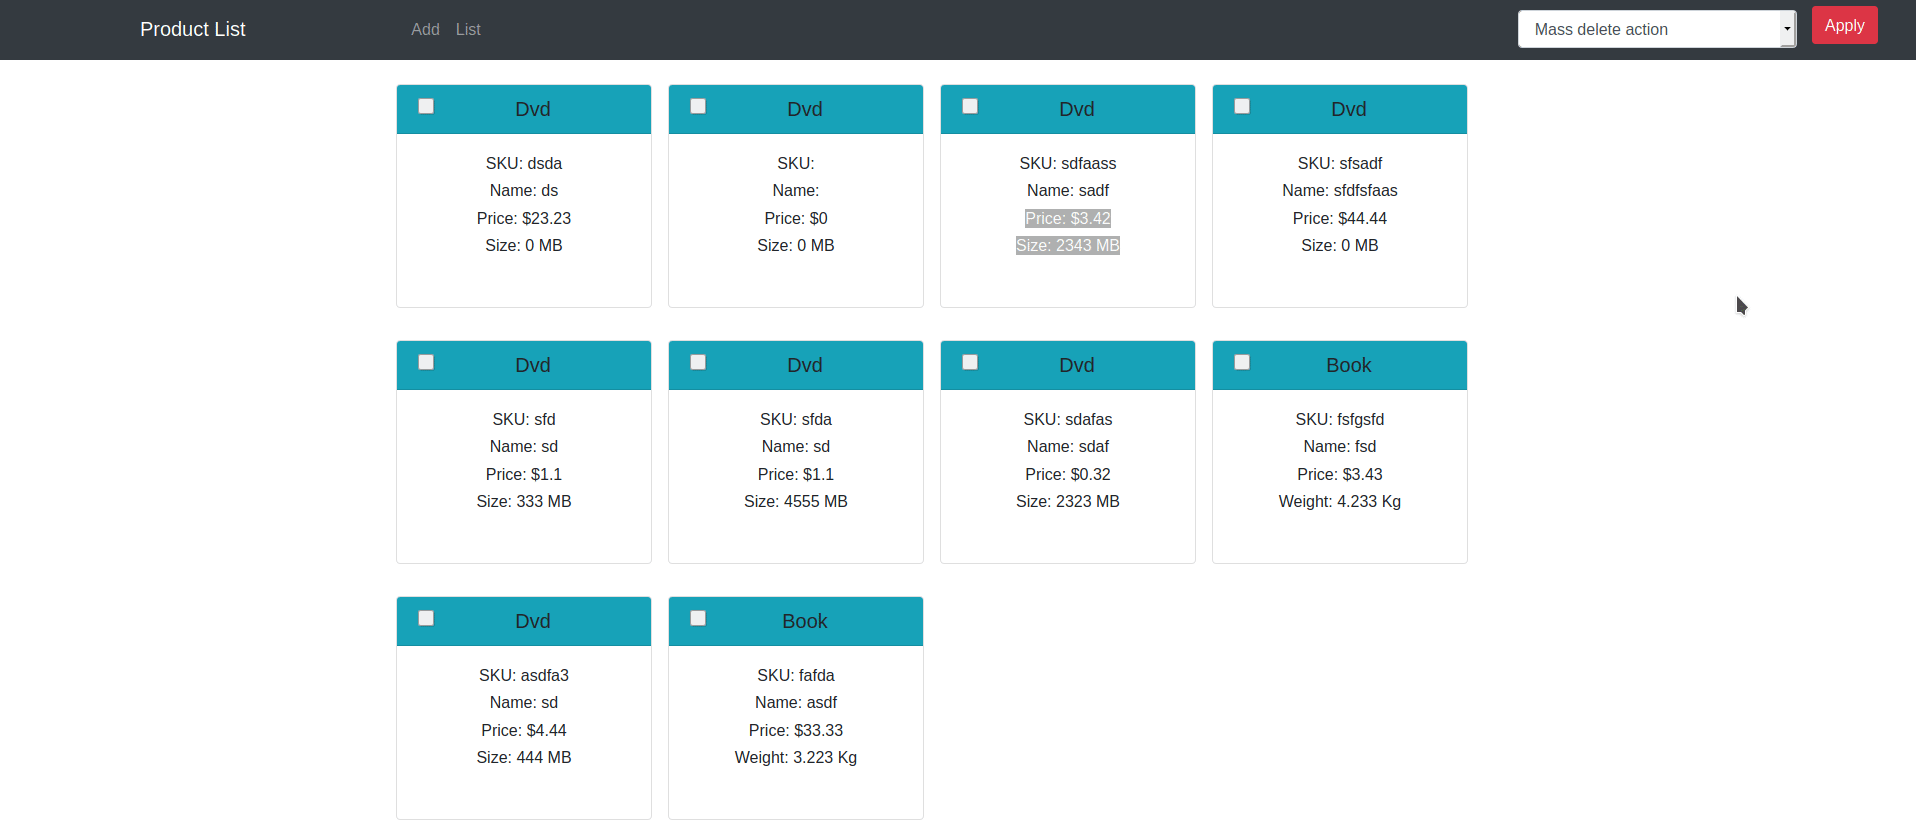 Product List
Add List
Mass delete action
Apply
Dvd
SKU: dsda
Name: ds
Price: $23.23
Size: 0 MB
Dvd
SKU:
Name:
Price: $0
Size: 0 MB
Dvd
SKU: sdfaass
Name: sadf
Price: $3.42
Size: 2343 MB
Dvd
SKU: sfsadf
Name: sfdfsfaas
Price: $44.44
Size: 0 MB
Dvd
SKU: sfd
Name: sd
Price: $1.1
Size: 333 MB
Dvd
SKU: sfda
Name: sd
Price: $1.1
Size: 4555 MB
Dvd
SKU: sdafas
Name: sdaf
Price: $0.32
Size: 2323 MB
Book
SKU: fsfgsfd
Name: fsd
Price: $3.43
Weight: 4.233 Kg
Dvd
SKU: asdfa3
Name: sd
Price: $4.44
Size: 444 MB
Book
SKU: fafda
Name: asdf
Price: $33.33
Weight: 3.223 Kg